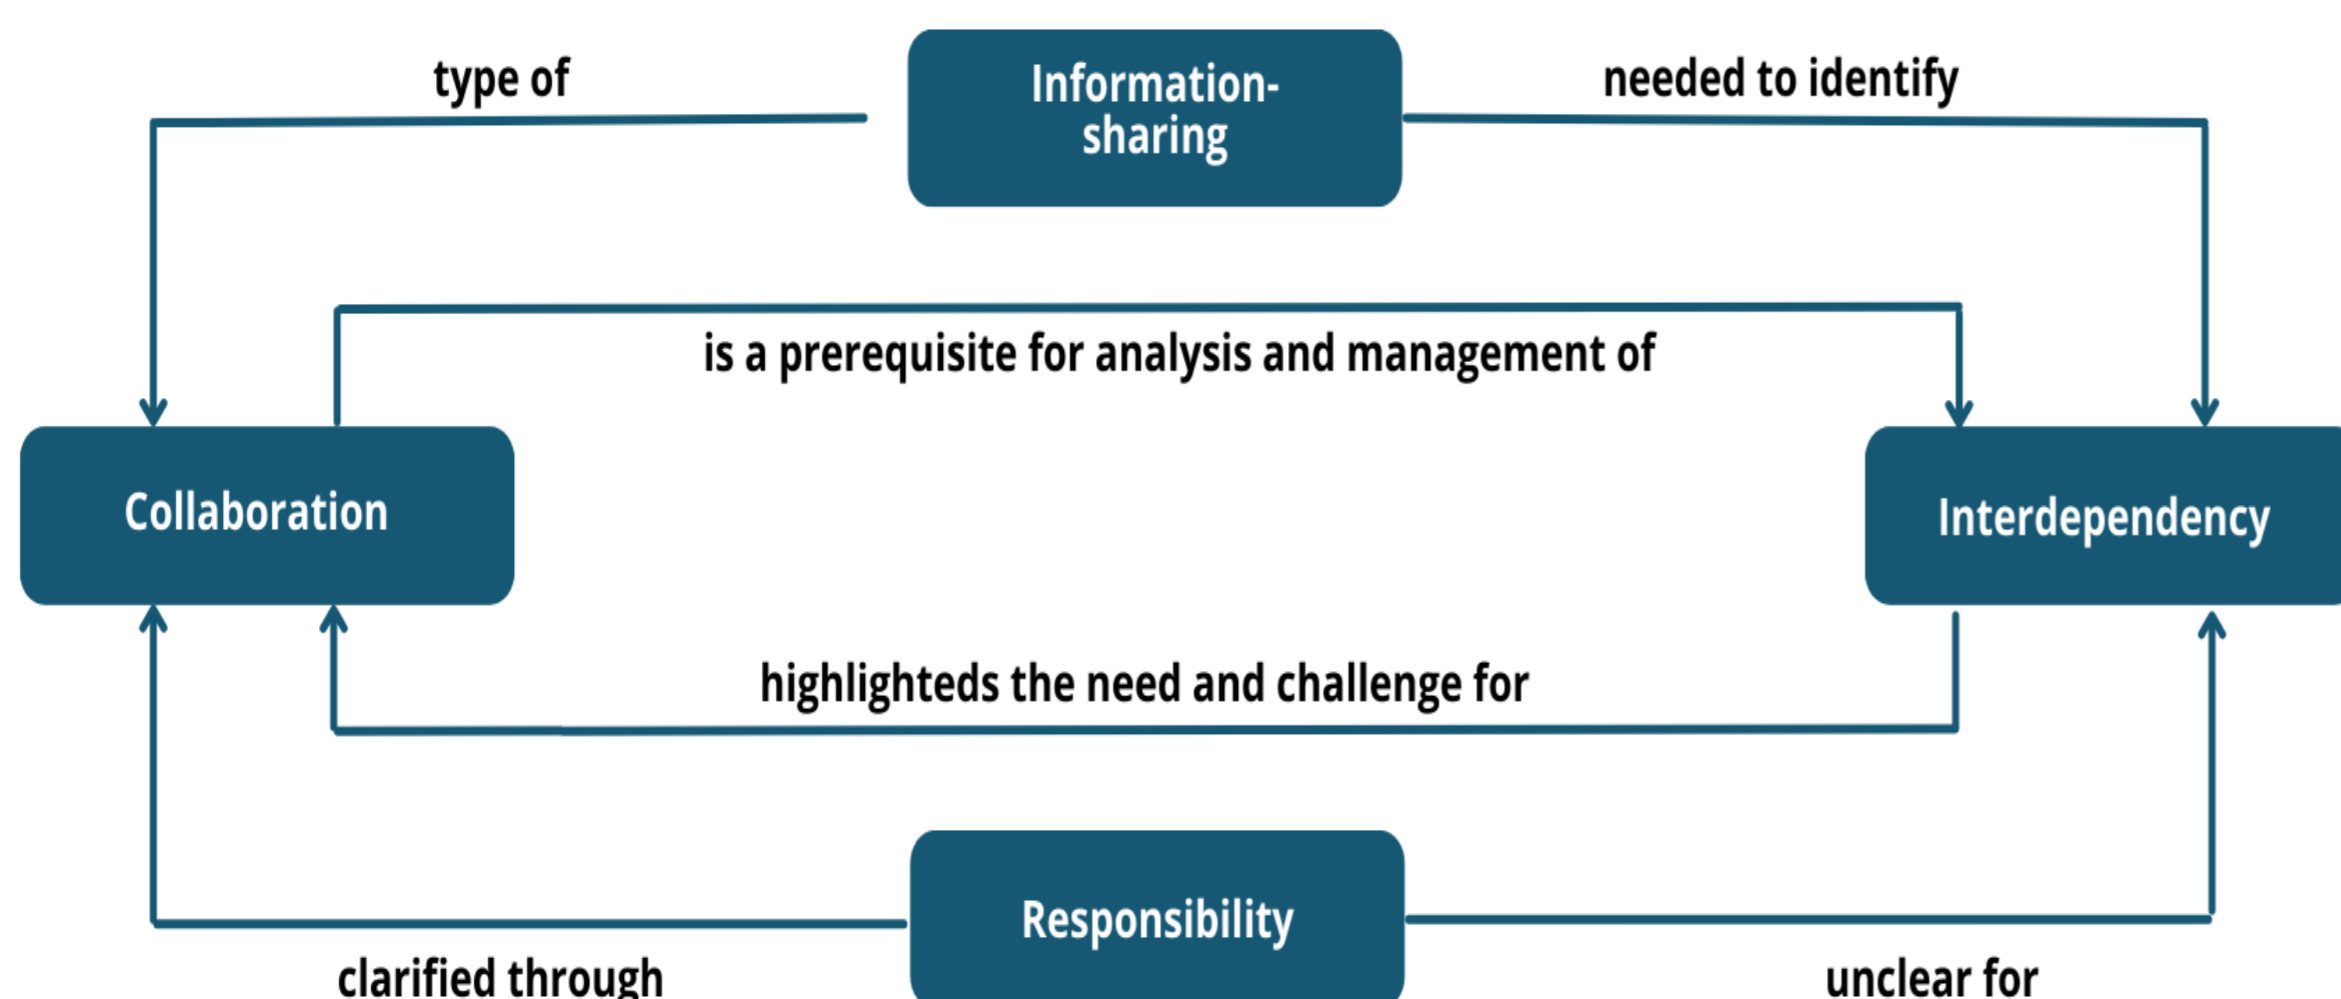 type of
Information-
sharing
needed to identify
is a prerequisite for analysis and management of
Collaboration
Interdependency
highlighteds the need and challenge for
Responsibility
clarified through
unclear for